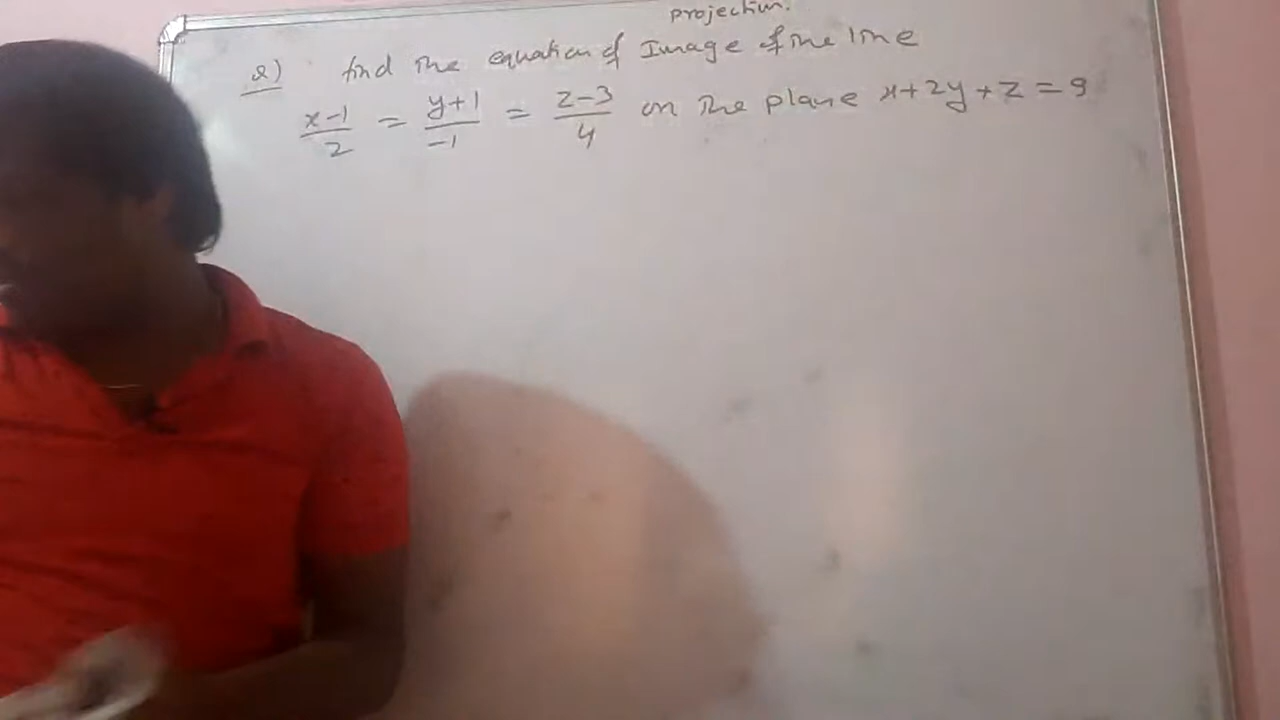 Projection.
Q) find the equation of Image of the line
x-1/2 = y+1/-1 = z-3/4 on the plane x+2y+z=9